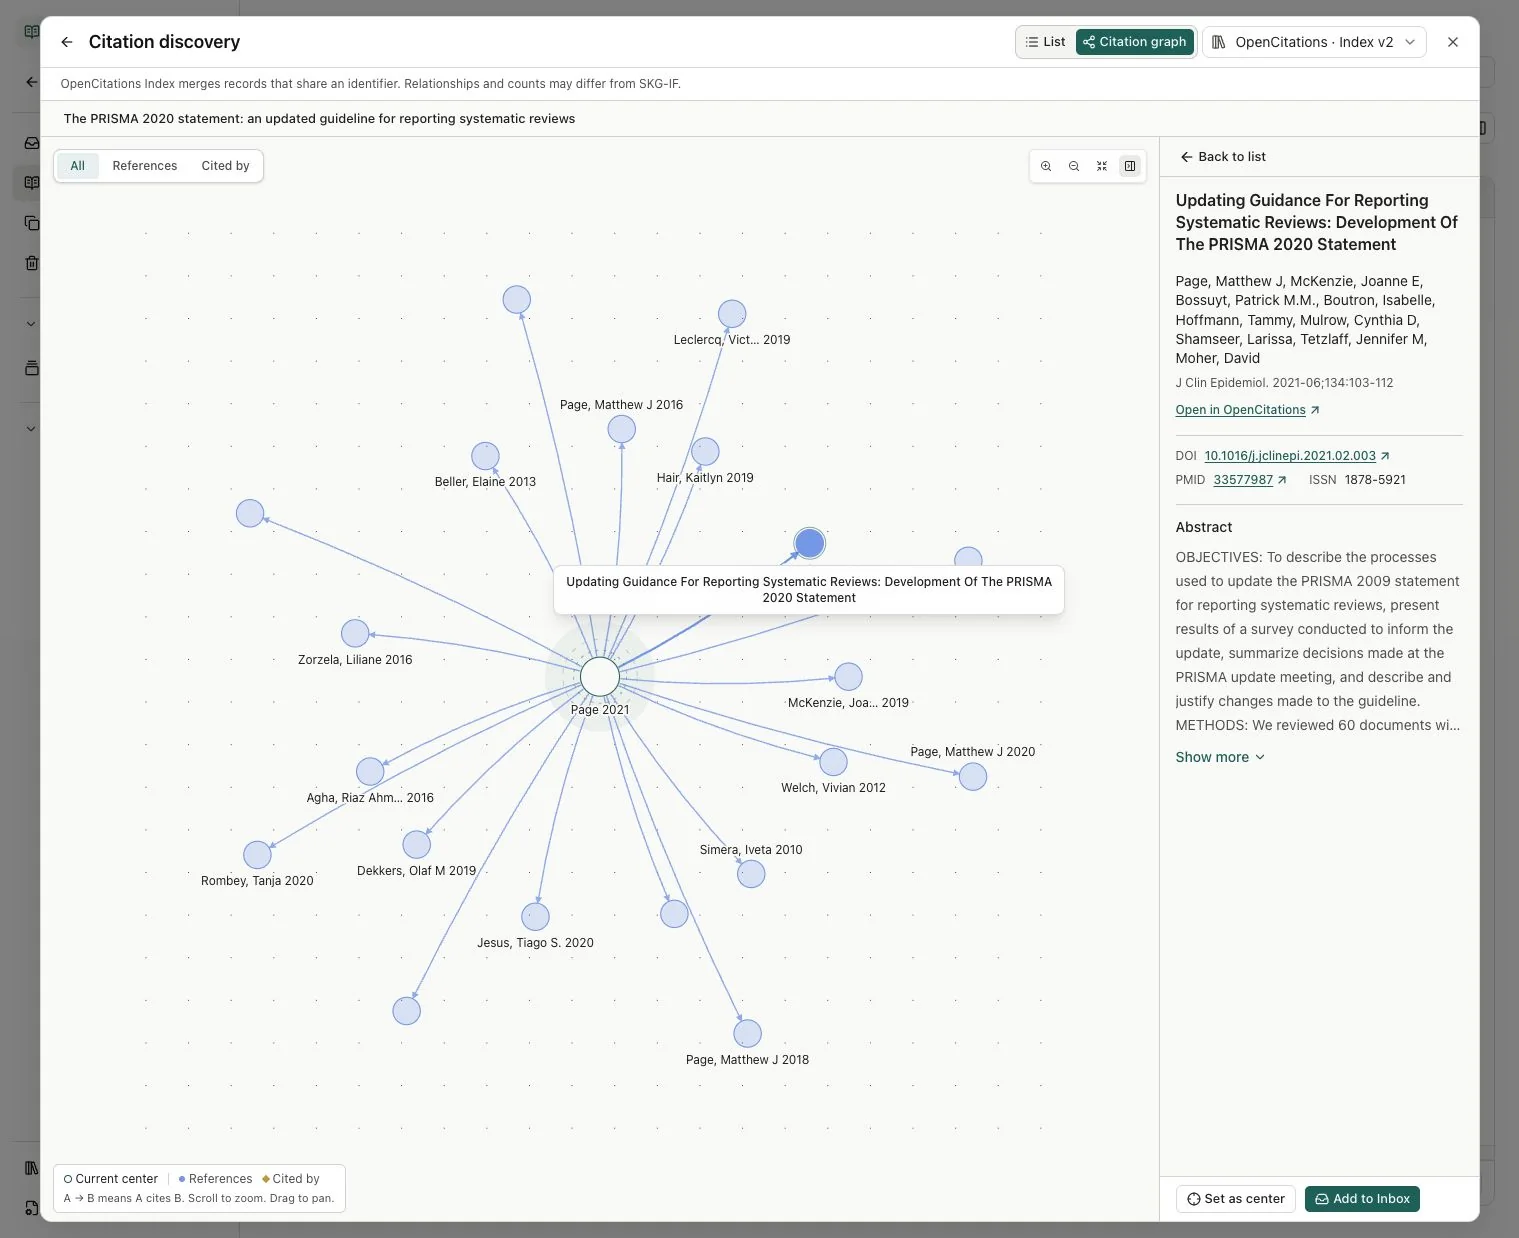 Citation discovery
List
Citation graph
OpenCitations · Index v2
OpenCitations Index merges records that share an identifier. Relationships and counts may differ from SKG-IF.
The PRISMA 2020 statement: an updated guideline for reporting systematic reviews
All
References
Cited by
Leclercq, Vict... 2019
Page, Matthew J 2016
Beller, Elaine 2013
Hair, Kaitlyn 2019
Updating Guidance For Reporting Systematic Reviews: Development Of The PRISMA
2020 Statement
Zorzela, Liliane 2016
Page 2021
McKenzie, Joa... 2019
Page, Matthew J 2020
Welch, Vivian 2012
Agha, Riaz Ahm... 2016
Simera, Iveta 2010
Dekkers, Olaf M 2019
Rombey, Tanja 2020
Jesus, Tiago S. 2020
Page, Matthew J 2018
Current center
References
Cited by
A → B means A cites B. Scroll to zoom. Drag to pan.
Back to list
Updating Guidance For Reporting
Systematic Reviews: Development Of
The PRISMA 2020 Statement
Page, Matthew J, McKenzie, Joanne E,
Bossuyt, Patrick M.M., Boutron, Isabelle,
Hoffmann, Tammy, Mulrow, Cynthia D,
Shamseer, Larissa, Tetzlaff, Jennifer M,
Moher, David
J Clin Epidemiol. 2021-06;134:103-112
Open in OpenCitations
DOI 10.1016/j.jclinepi.2021.02.003
PMID 33577987 ISSN 1878-5921
Abstract
OBJECTIVES: To describe the processes
used to update the PRISMA 2009 statement
for reporting systematic reviews, present
results of a survey conducted to inform the
update, summarize decisions made at the
PRISMA update meeting, and describe and
justify changes made to the guideline.
METHODS: We reviewed 60 documents wi...
Show more
Set as center
Add to Inbox